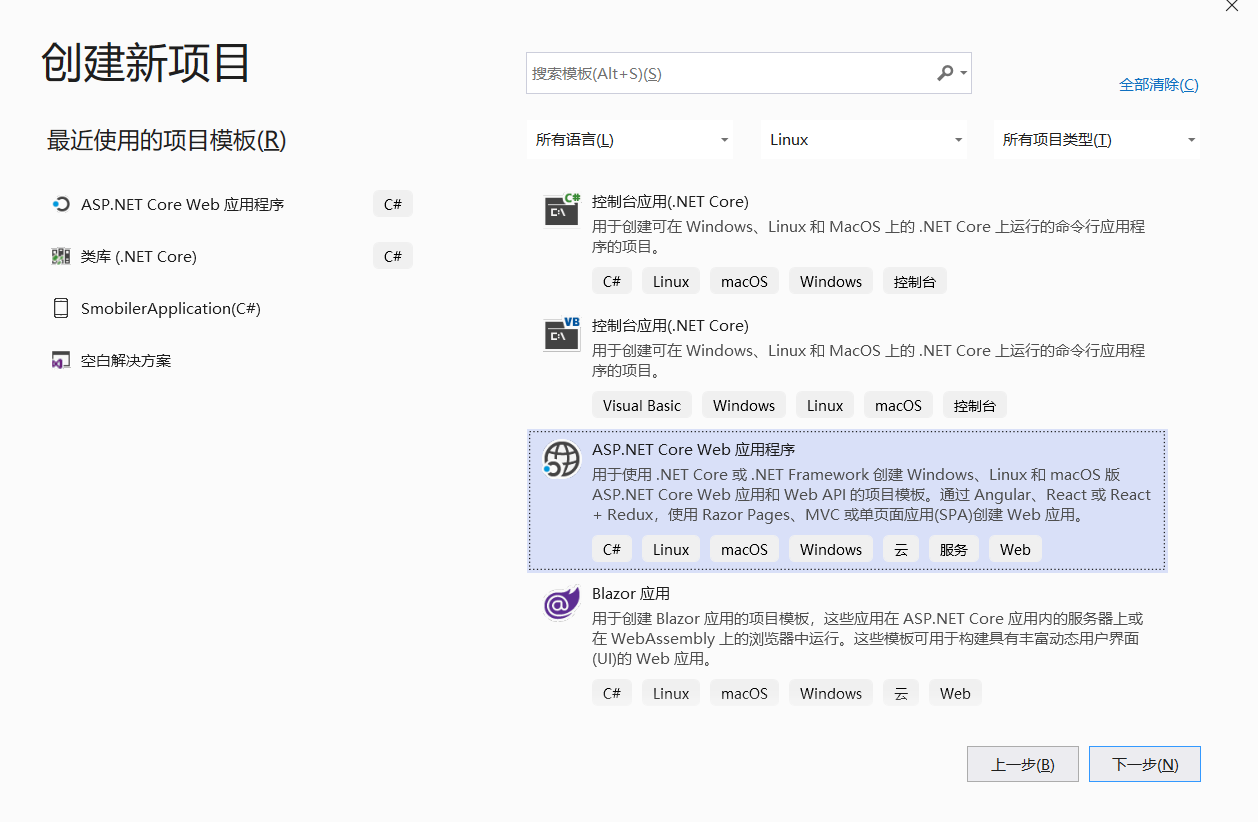 创建新项目
搜索模板(Alt+S)(S)
全部清除(C)
最近使用的项目模板(R)
所有语言(L)
Linux
所有项目类型(T)
ASP.NET Core Web 应用程序
C#
类库 (.NET Core)
C#
SmobilerApplication(C#)
空白解决方案
C#
控制台应用(.NET Core)
用于创建可在 Windows、Linux 和 MacOS 上的 .NET Core 上运行的命令行应用程
序的项目。
C# Linux macOS Windows 控制台
VB
控制台应用(.NET Core)
用于创建可在 Windows、Linux 和 MacOS 上的 .NET Core 上运行的命令行应用程
序的项目。
Visual Basic Windows Linux macOS 控制台
ASP.NET Core Web 应用程序
用于使用 .NET Core 或 .NET Framework 创建 Windows、Linux 和 macOS 版
ASP.NET Core Web 应用和 Web API 的项目模板。通过 Angular、React 或 React
+ Redux，使用 Razor Pages、MVC 或单页面应用(SPA)创建 Web 应用。
C# Linux macOS Windows 云 服务 Web
Blazor 应用
用于创建 Blazor 应用的项目模板，这些应用在 ASP.NET Core 应用内的服务器上或
在 WebAssembly 上的浏览器中运行。这些模板可用于构建具有丰富动态用户界面
(UI)的 Web 应用。
C# Linux macOS Windows 云 Web
上一步(B)
下一步(N)